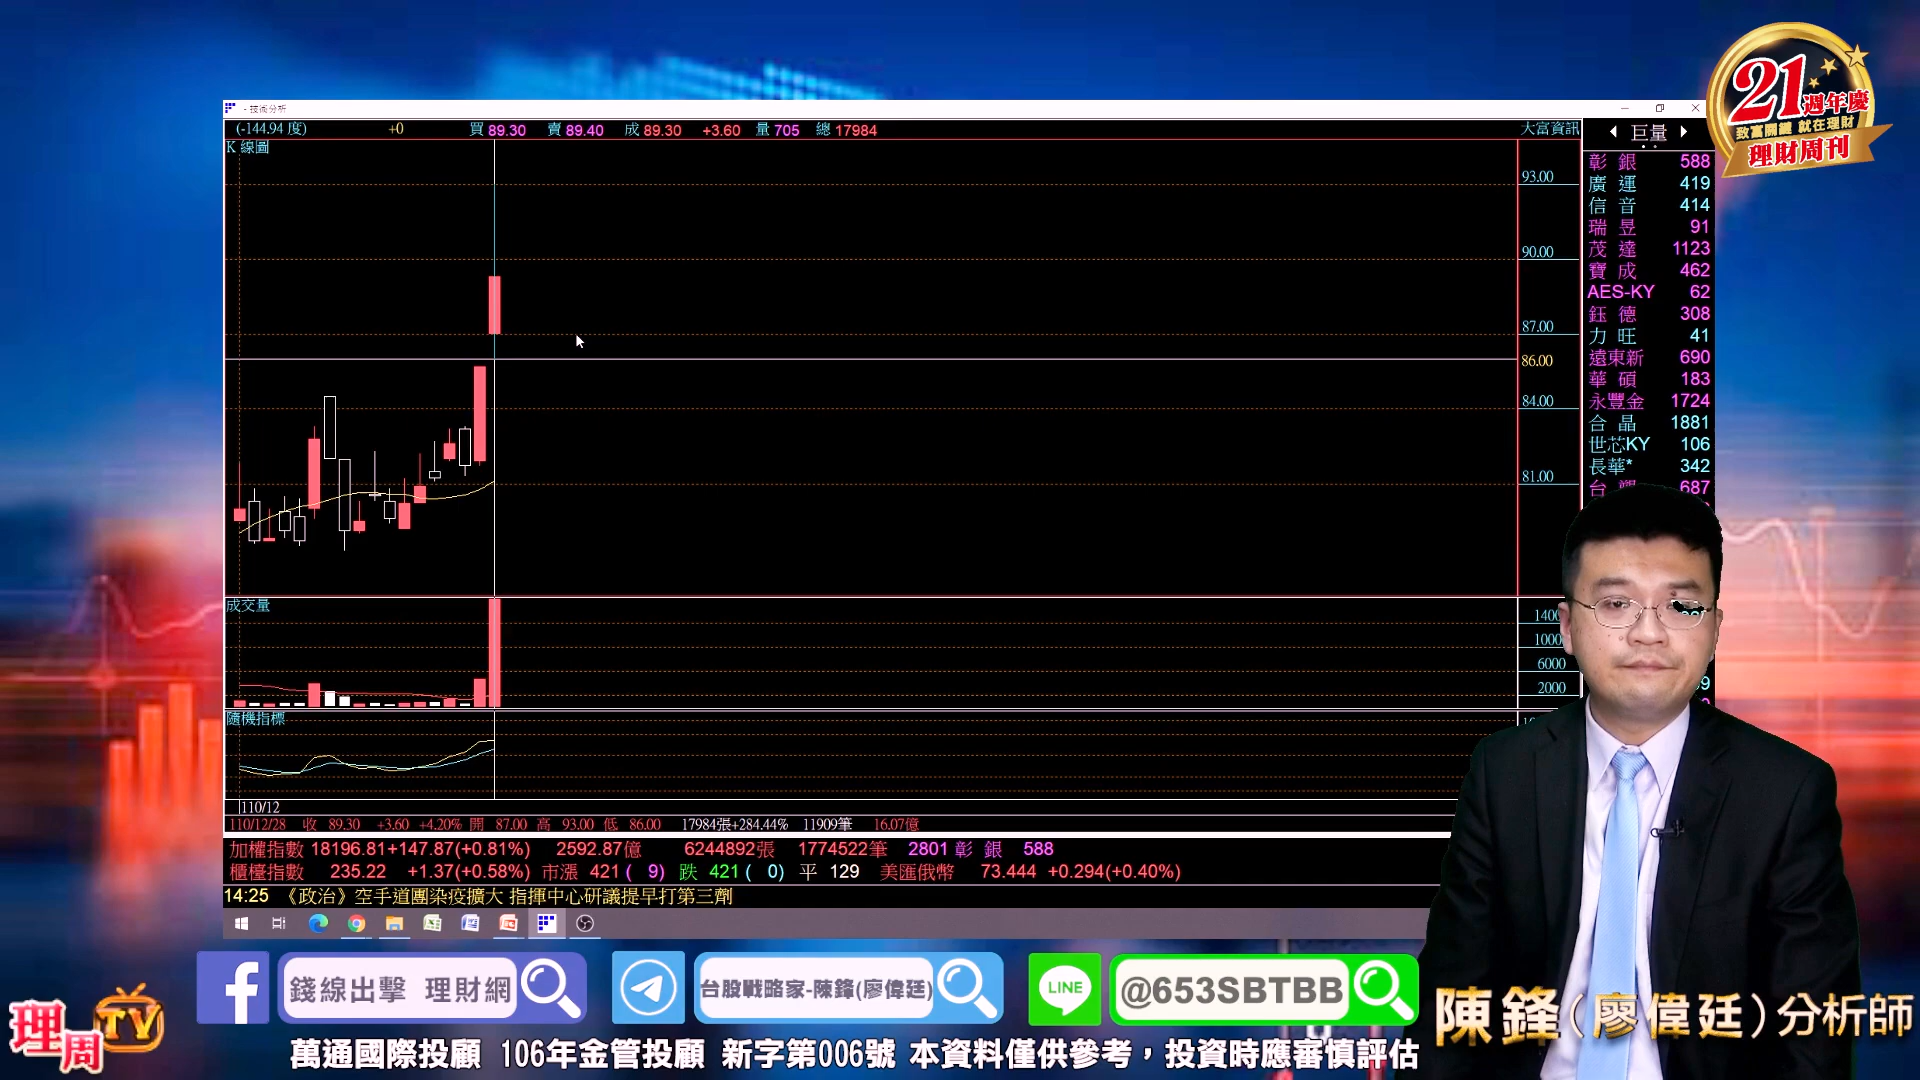 21週年慶
致富關鍵 就在理財
理財周刊
- 技術分析
(-144.94 度) +0 買 89.30 賣 89.40 成 89.30 +3.60 量 705 總 17984 大富資訊
K 線圖
93.00
90.00
87.00
86.00
84.00
81.00
巨量
彰銀 588
廣運 419
信音 414
瑞昱 91
茂達 1123
寶成 462
AES-KY 62
鈺德 308
力旺 41
遠東新 690
華碩 183
永豐金 1724
合晶 1881
世芯KY 106
長華* 342
687
成交量
1000
6000
2000
隨機指標
110/12
110/12/28 收 89.30 +3.60 +4.20% 開 87.00 高 93.00 低 86.00 17984張+284.44% 11909筆 16.07億
加權指數 18196.81+147.87(+0.81%) 2592.87億 6244892張 1774522筆 2801 彰銀 588
櫃檯指數 235.22 +1.37(+0.58%) 市漲 421( 9) 跌 421( 0) 平 129 美匯俄幣 73.444 +0.294(+0.40%)
14:25 《政治》空手道團染疫擴大 指揮中心研議提早打第三劑
錢線出擊 理財網
台股戰略家-陳鋒(廖偉廷)
LINE
@653SBTBB
陳鋒(廖偉廷)分析師
理周TV
萬通國際投顧 106年金管投顧 新字第006號 本資料僅供參考，投資時應審慎評估